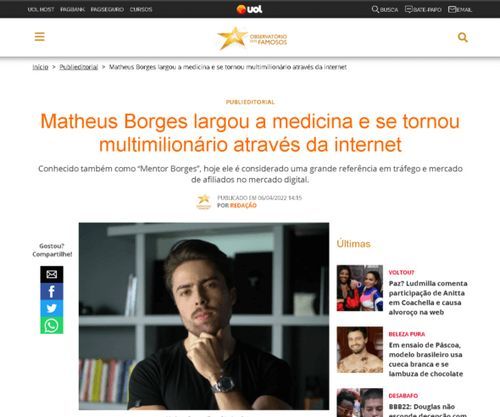 UOL HOST PAGBANK PAGSEGURO CURSOS
UOL
BUSCA BATE-PAPO EMAIL
OBSERVATÓRIO
DOS
FAMOSOS
Início > Publieditorial > Matheus Borges largou a medicina e se tornou multimilionário através da internet
PUBLIEDITORIAL
Matheus Borges largou a medicina e se tornou
multimilionário através da internet
Conhecido também como "Mentor Borges", hoje ele é considerado uma grande referência em tráfego e mercado
de afiliados no mercado digital.
PUBLICADO EM 06/04/2022 14:15
POR REDAÇÃO
Gostou?
Compartilhe!
Últimas
VOLTOU?
Paz? Ludmilla comenta
participação de Anitta
em Coachella e causa
alvoroço na web
BELEZA PURA
Em ensaio de Páscoa,
modelo brasileiro usa
cueca branca e se
lambuza de chocolate
DESABAFO
BBB22: Douglas não
esconde decepção com